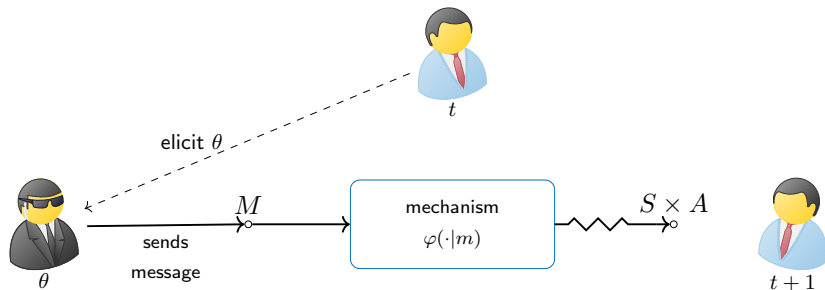 t
elicit θ
M
sends
message
θ
mechanism
φ(·|m)
S × A
t + 1